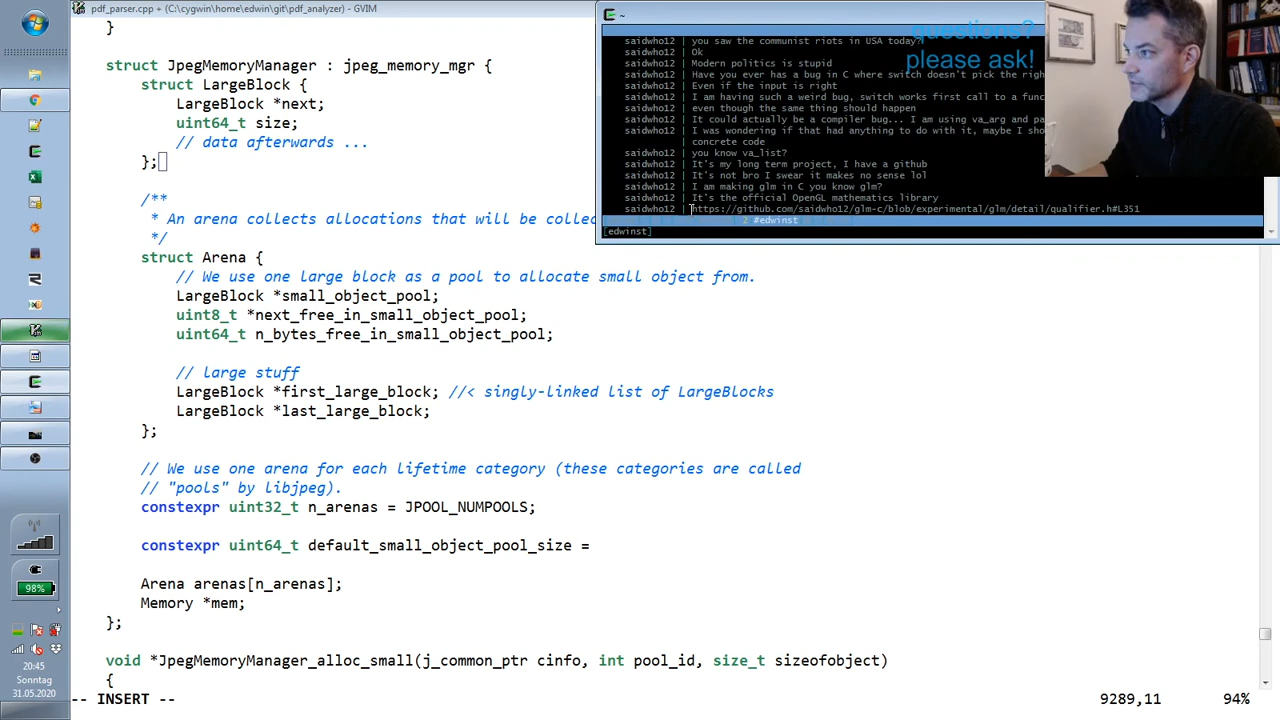 pdf_parser.cpp + (C:\cygwin\home\edwin\git\pdf_analyzer) - GVIM
}
struct JpegMemoryManager : jpeg_memory_mgr {
struct LargeBlock {
LargeBlock *next;
uint64_t size;
// data afterwards ...
};
/**
* An arena collects allocations that will be collec
*/
struct Arena {
// We use one large block as a pool to allocate small object from.
LargeBlock *small_object_pool;
uint8_t *next_free_in_small_object_pool;
uint64_t n_bytes_free_in_small_object_pool;
// large stuff
LargeBlock *first_large_block; //< singly-linked list of LargeBlocks
LargeBlock *last_large_block;
};
// We use one arena for each lifetime category (these categories are called
// "pools" by libjpeg).
constexpr uint32_t n_arenas = JPOOL_NUMPOOLS;
constexpr uint64_t default_small_object_pool_size =
Arena arenas[n_arenas];
Memory *mem;
};
void *JpegMemoryManager_alloc_small(j_common_ptr cinfo, int pool_id, size_t sizeofobject)
{
-- INSERT --
9289,11
94%
~
questions?
please ask!
saidwho12 | you saw the communist riots in USA today?
saidwho12 | Ok
saidwho12 | Modern politics is stupid
saidwho12 | Have you ever has a bug in C where switch doesn't pick the righ
saidwho12 | Even if the input is right
saidwho12 | I am having such a weird bug, switch works first call to a func
saidwho12 | even though the same thing should happen
saidwho12 | It could actually be a compiler bug... I am using va_arg and pa
saidwho12 | I was wondering if that had anything to do with it, maybe I sho
| concrete code
saidwho12 | you know va_list?
saidwho12 | It's my long term project, I have a github
saidwho12 | It's not bro I swear it makes no sense lol
saidwho12 | I am making glm in C you know glm?
saidwho12 | It's the official OpenGL mathematics library
saidwho12 | https://github.com/saidwho12/glm-c/blob/experimental/glm/detail/qualifier.h#L351
2 #edwinst
[edwinst]
98%
20:45
Sonntag
31.05.2020